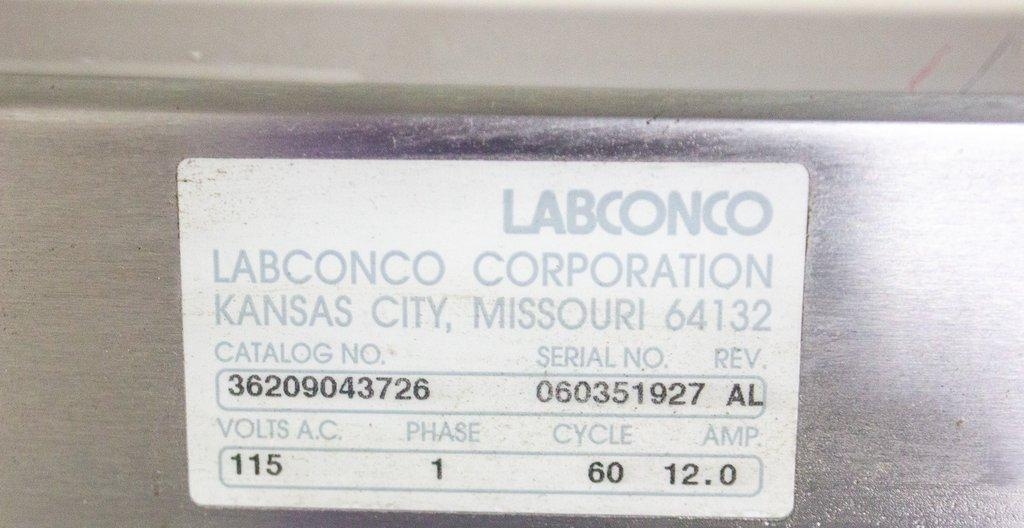 LABCONCO
LABCONCO CORPORATION
KANSAS CITY, MISSOURI 64132
CATALOG NO. SERIAL NO. REV.
36209043726 060351927 AL
VOLTS A.C. PHASE CYCLE AMP.
115 1 60 12.0